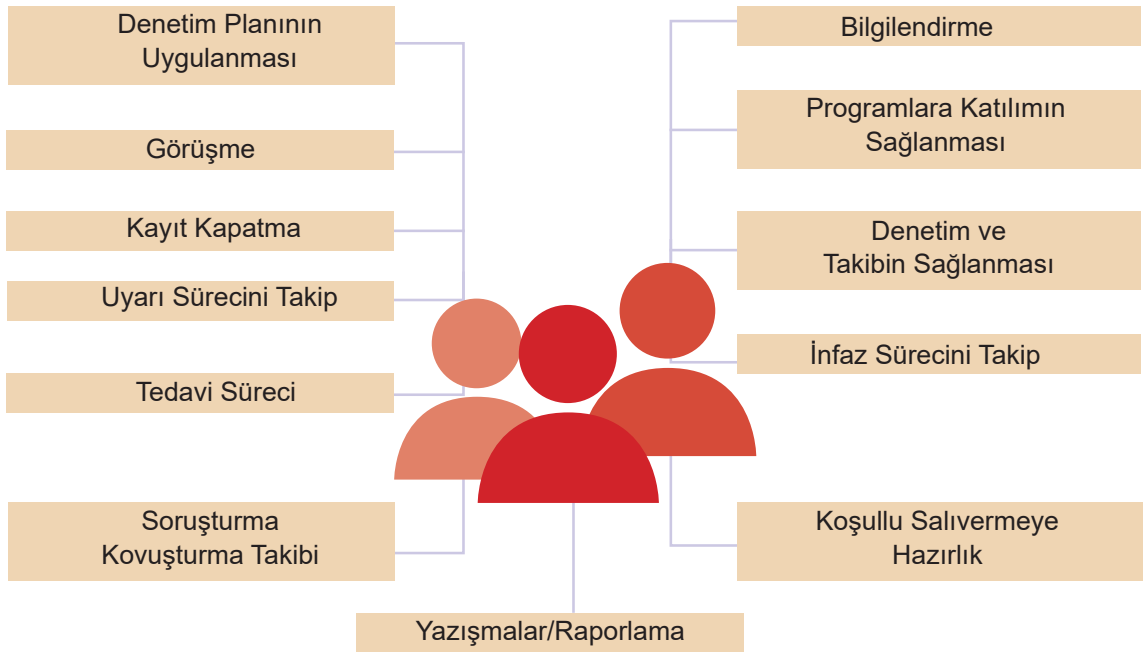 Denetim Planının
Uygulanması
Görüşme
Kayıt Kapatma
Uyarı Sürecini Takip
Tedavi Süreci
Soruşturma
Kovuşturma Takibi
Bilgilendirme
Programlara Katılımın
Sağlanması
Denetim ve
Takibin Sağlanması
İnfaz Sürecini Takip
Koşullu Salıvermeye
Hazırlık
Yazışmalar/Raporlama